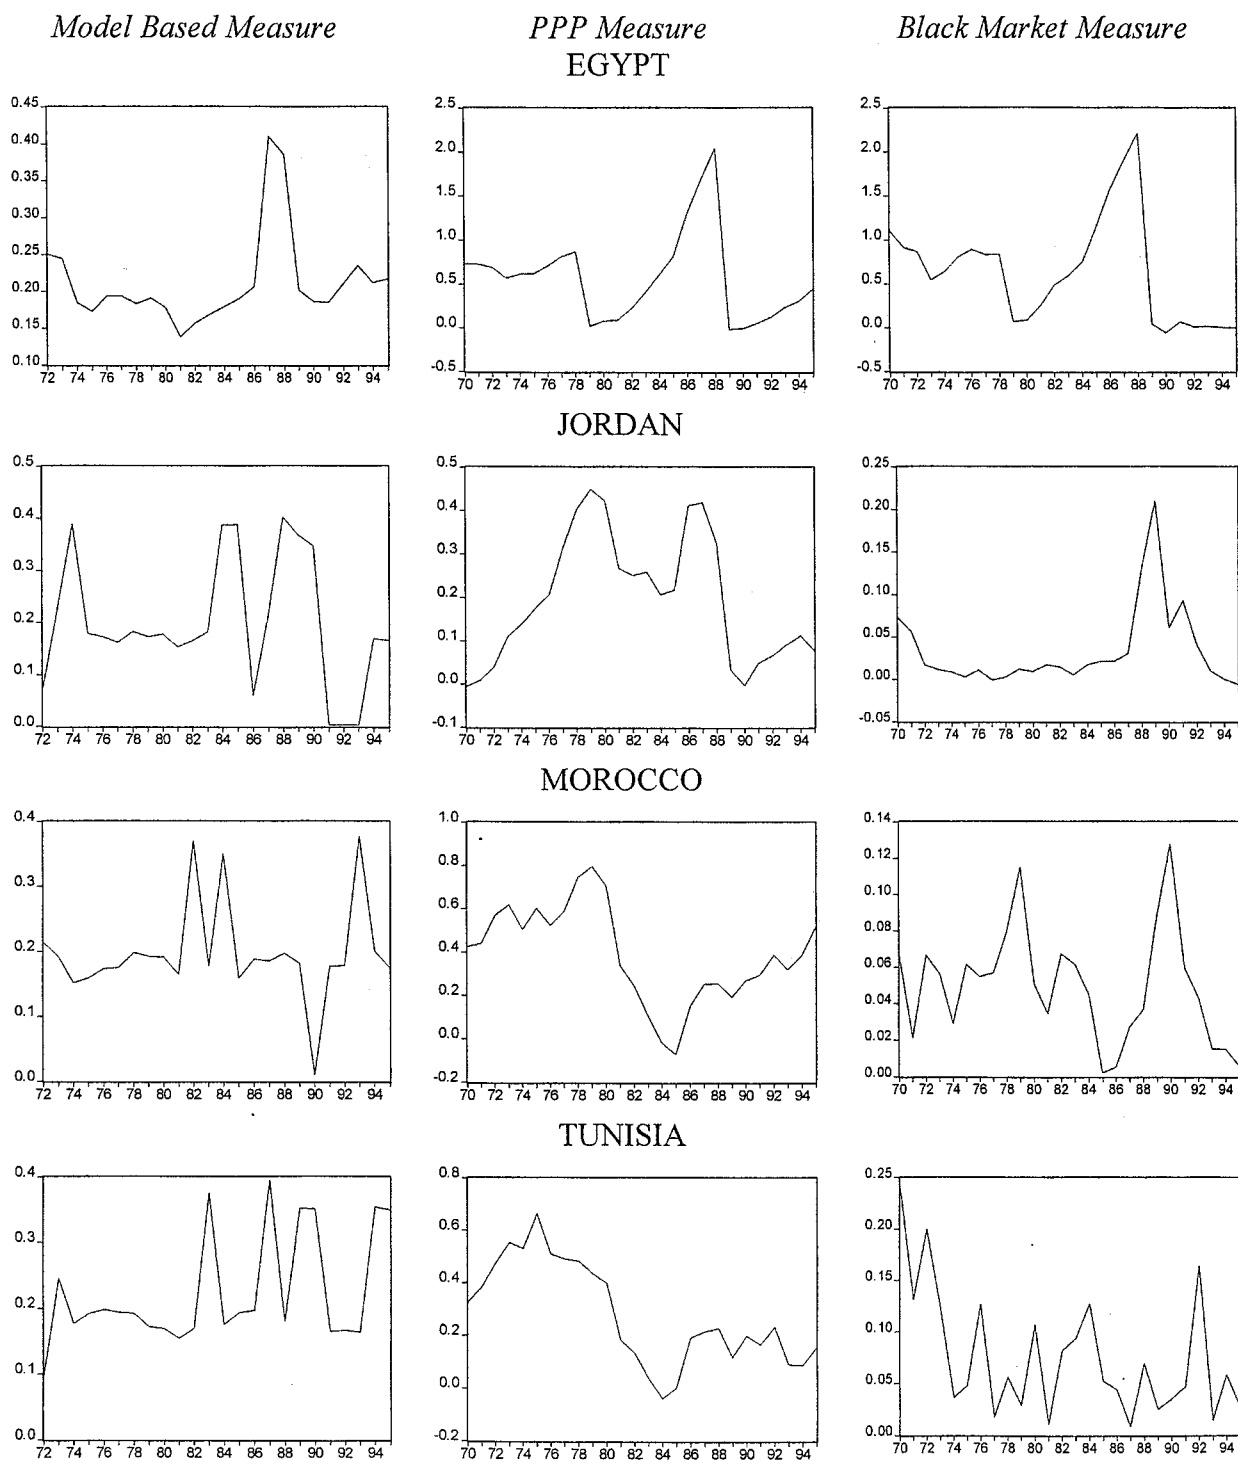 Model Based Measure PPP Measure Black Market Measure
EGYPT
0.45 0.40 0.35 0.30 0.25 0.20 0.15 0.10
72 74 76 78 80 82 84 86 88 90 92 94
2.5 2.0 1.5 1.0 0.5 0.0 -0.5
70 72 74 76 78 80 82 84 86 88 90 92 94
2.5 2.0 1.5 1.0 0.5 0.0 -0.5
70 72 74 76 78 80 82 84 86 88 90 92 94
JORDAN
0.5 0.4 0.3 0.2 0.1 0.0
72 74 76 78 80 82 84 86 88 90 92 94
0.5 0.4 0.3 0.2 0.1 0.0 -0.1
70 72 74 76 78 80 82 84 86 88 90 92 94
0.25 0.20 0.15 0.10 0.05 0.00 -0.05
70 72 74 76 78 80 82 84 86 88 90 92 94
MOROCCO
0.4 0.3 0.2 0.1 0.0
72 74 76 78 80 82 84 86 88 90 92 94
1.0 0.8 0.6 0.4 0.2 0.0 -0.2
70 72 74 76 78 80 82 84 86 88 90 92 94
0.14 0.12 0.10 0.08 0.06 0.04 0.02 0.00
70 72 74 76 78 80 82 84 86 88 90 92 94
TUNISIA
0.4 0.3 0.2 0.1 0.0
72 74 76 78 80 82 84 86 88 90 92 94
0.8 0.6 0.4 0.2 0.0 -0.2
70 72 74 76 78 80 82 84 86 88 90 92 94
0.25 0.20 0.15 0.10 0.05 0.00
70 72 74 76 78 80 82 84 86 88 90 92 94